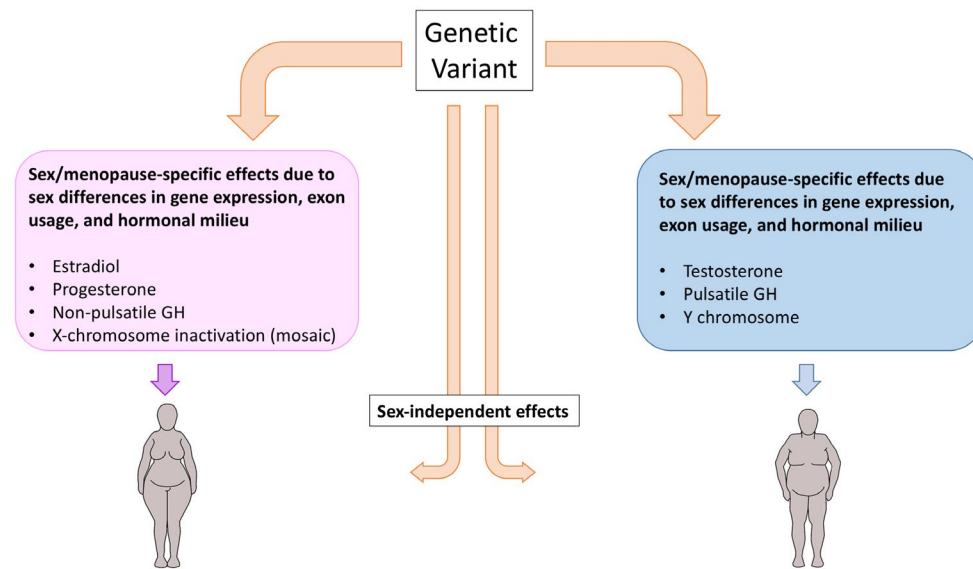 Genetic
Variant
Sex/menopause-specific effects due to
sex differences in gene expression, exon
usage, and hormonal milieu
• Estradiol
• Progesterone
• Non-pulsatile GH
• X-chromosome inactivation (mosaic)
Sex/menopause-specific effects due
to sex differences in gene expression,
exon usage, and hormonal milieu
• Testosterone
• Pulsatile GH
• Y chromosome
Sex-independent effects